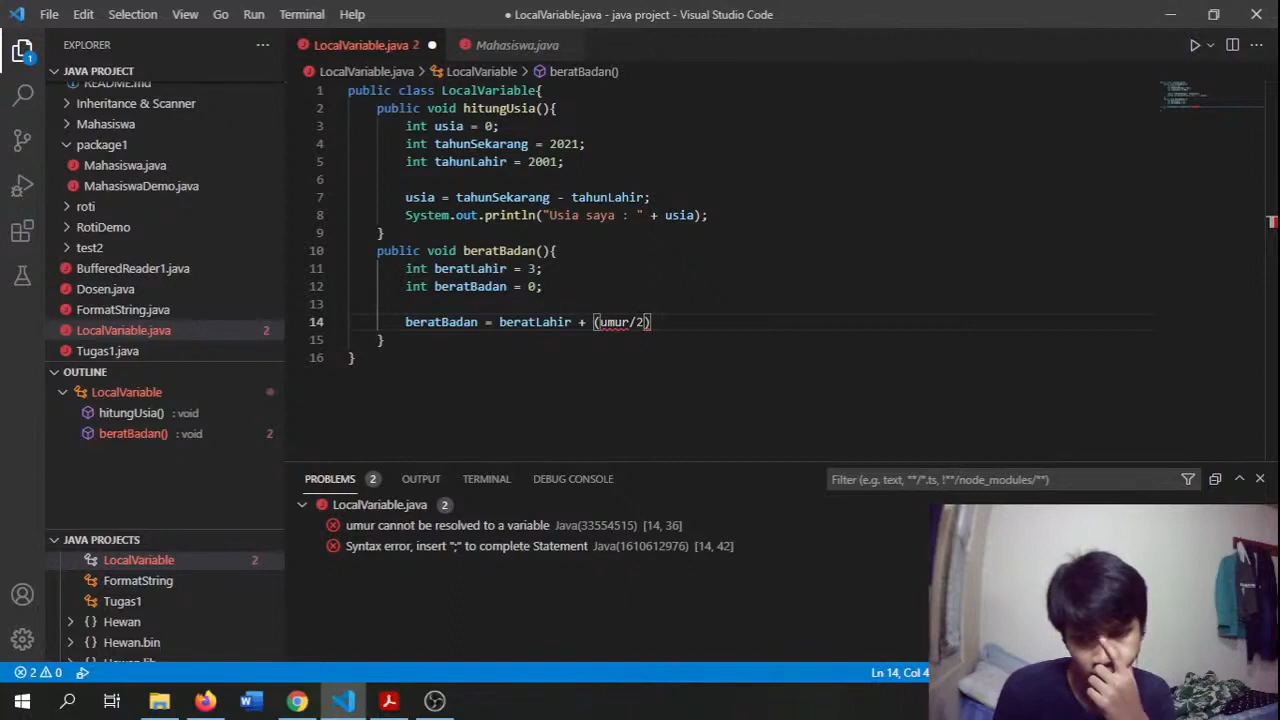 File Edit Selection View Go Run Terminal Help
● LocalVariable.java - java project - Visual Studio Code
1
EXPLORER
JAVA PROJECT
README.md
Inheritance & Scanner
Mahasiswa
package1
Mahasiswa.java
MahasiswaDemo.java
roti
RotiDemo
test2
BufferedReader1.java
Dosen.java
FormatString.java
LocalVariable.java 2
Tugas1.java
OUTLINE
LocalVariable
hitungUsia() : void
beratBadan() : void 2
JAVA PROJECTS
LocalVariable 2
FormatString
Tugas1
{ } Hewan
{ } Hewan.bin
LocalVariable.java 2 ● Mahasiswa.java
LocalVariable.java > LocalVariable > beratBadan()
1 public class LocalVariable{
2 public void hitungUsia(){
3 int usia = 0;
4 int tahunSekarang = 2021;
5 int tahunLahir = 2001;
6
7 usia = tahunSekarang - tahunLahir;
8 System.out.println("Usia saya : " + usia);
9 }
10 public void beratBadan(){
11 int beratLahir = 3;
12 int beratBadan = 0;
13
14 beratBadan = beratLahir + (umur/2)
15 }
16 }
PROBLEMS 2 OUTPUT TERMINAL DEBUG CONSOLE
Filter (e.g. text, **/*.ts, !**/node_modules/**)
LocalVariable.java 2
umur cannot be resolved to a variable Java(33554515) [14, 36]
Syntax error, insert ";" to complete Statement Java(1610612976) [14, 42]
2 0
Ln 14, Col 4